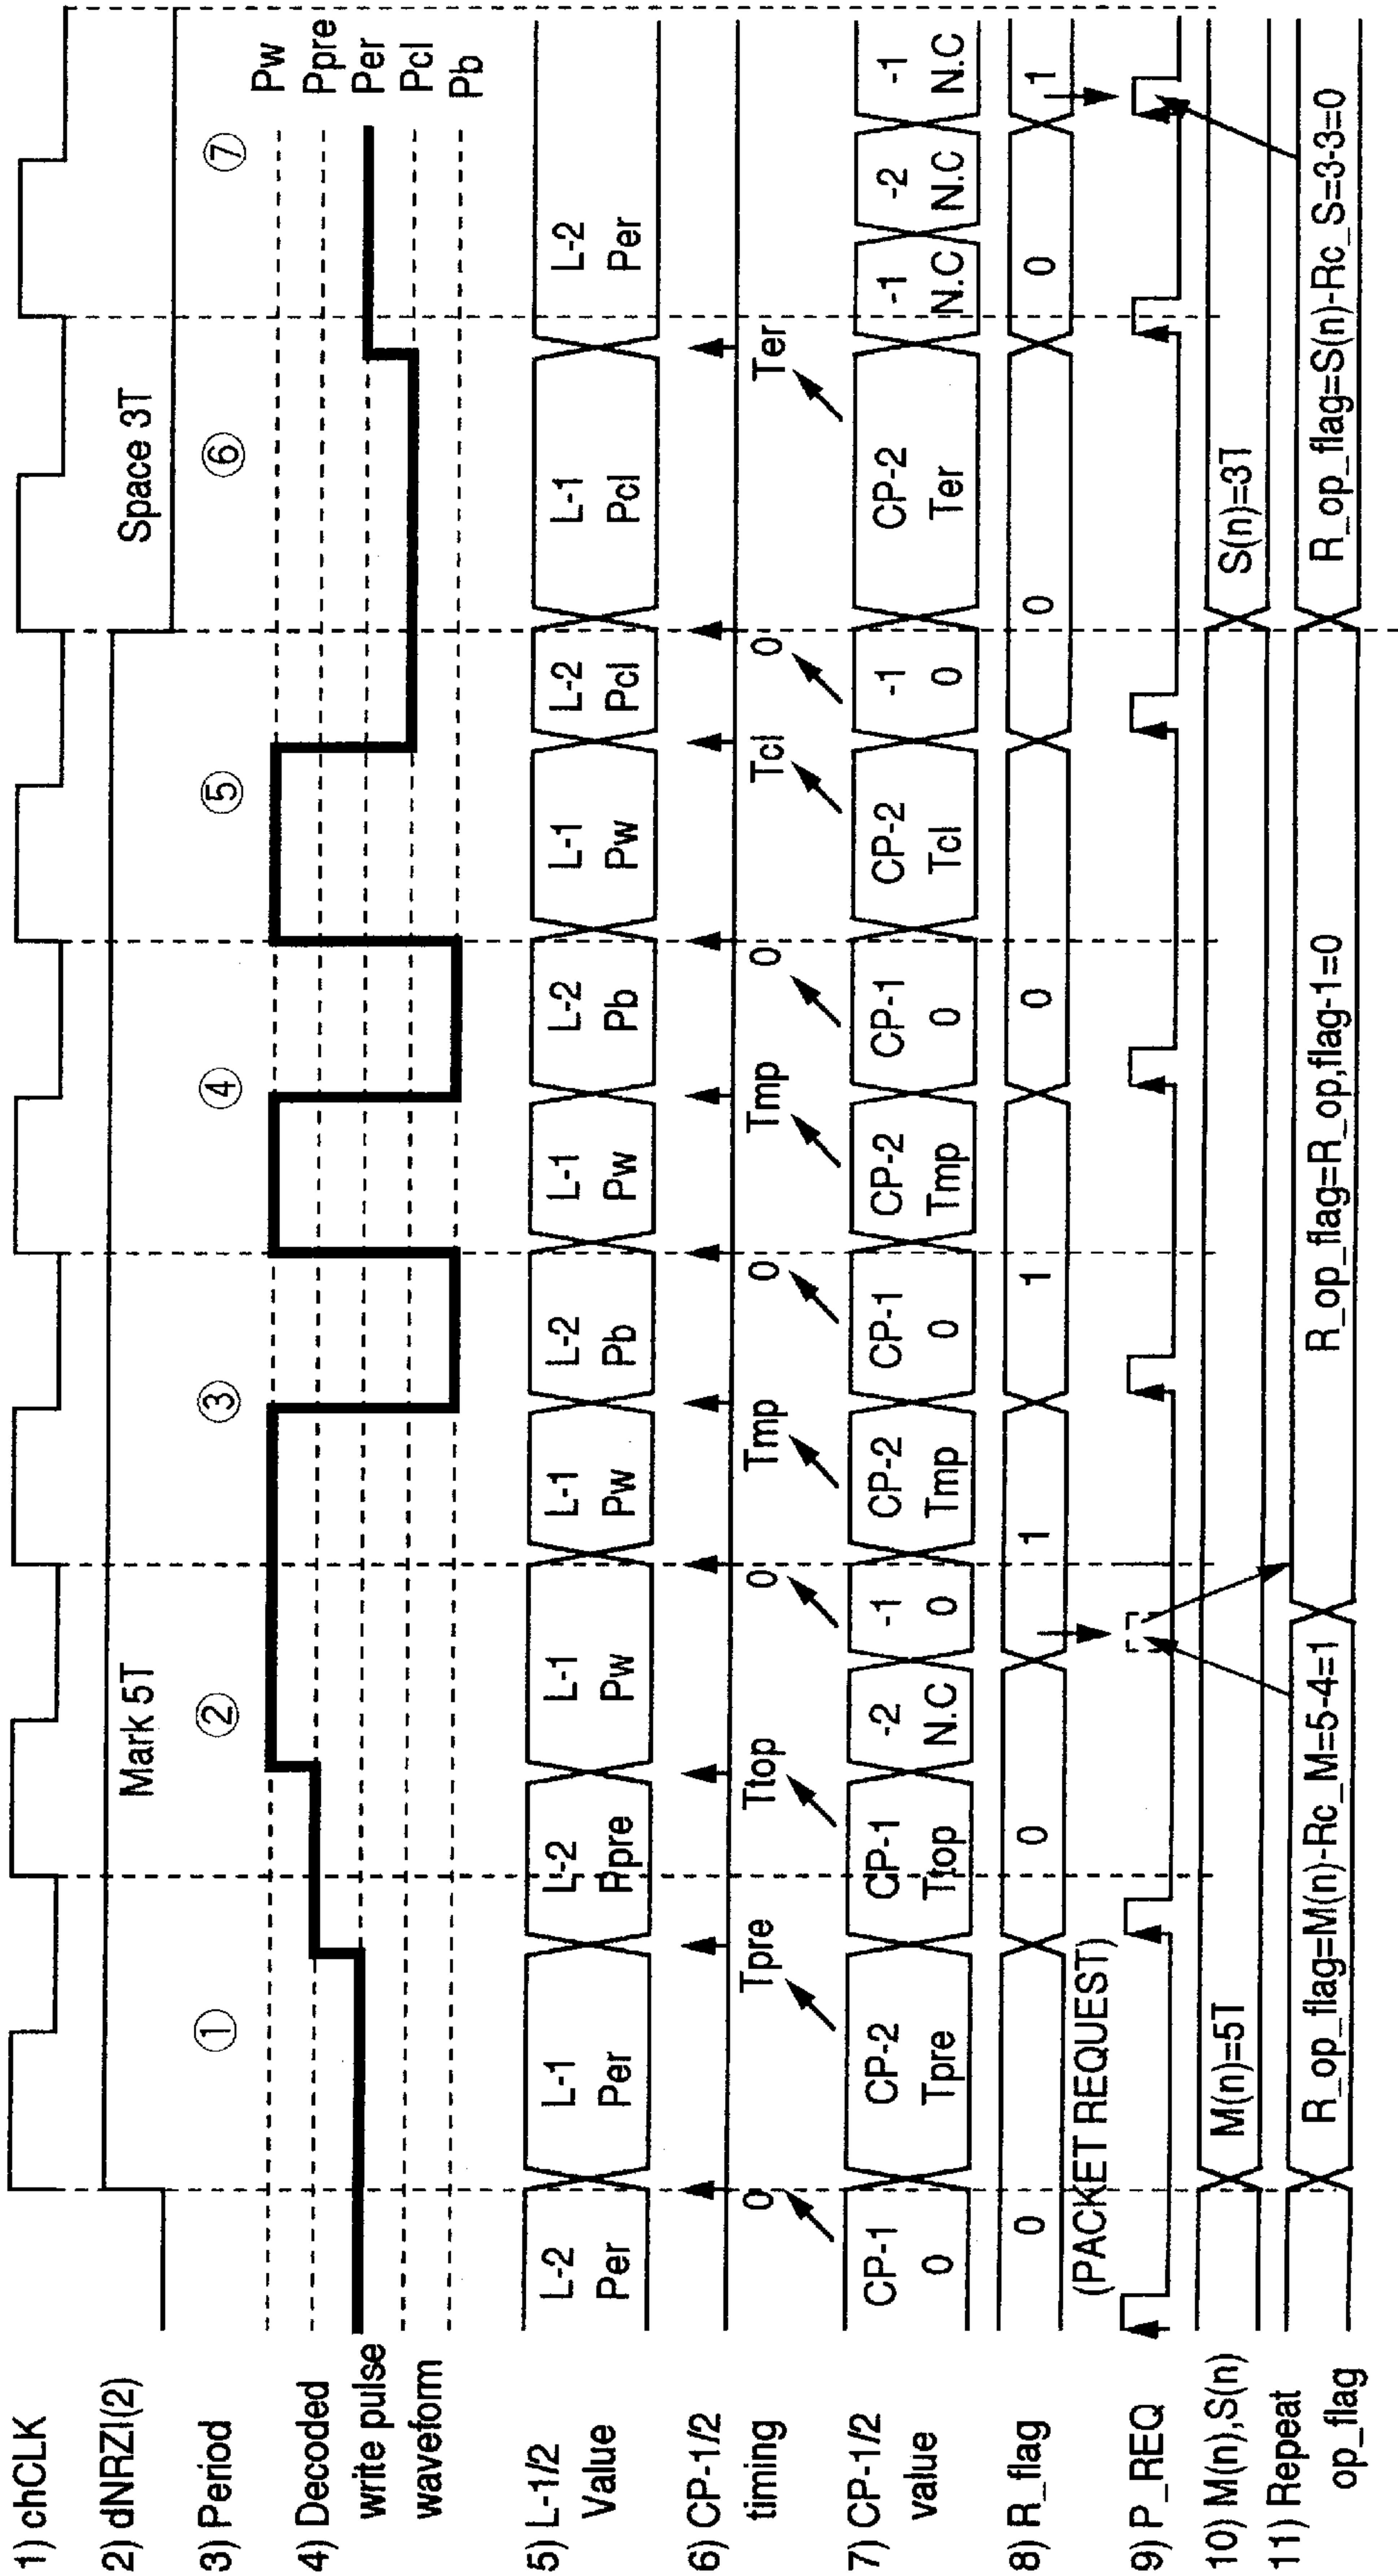 1) chCLK
2) dNRZI(2)
Mark 5T
Space 3T
3) Period
①
②
③
④
⑤
⑥
⑦
4) Decoded
write pulse
waveform
Pw
Ppre
Per
Pcl
Pb
5) L-1/2
Value
L-2
Per
L-1
Per
L-2
Ppre
L-1
Pw
L-1
Pw
L-2
Pb
L-1
Pw
L-2
Pb
L-1
Pw
L-2
Pcl
L-1
Pcl
L-2
Per
6) CP-1/2
timing
0
Tpre
Ttop
0
Tmp
0
Tmp
0
Tcl
0
Ter
7) CP-1/2
value
CP-1
0
CP-2
Tpre
CP-1
Ttop
-2
N.C
-1
0
CP-2
Tmp
CP-1
0
CP-2
Tmp
CP-1
0
CP-2
Tcl
-1
0
CP-2
Ter
-1
N.C
-2
N.C
-1
N.C
8) R_flag
0
0
1
1
0
0
0
1
(PACKET REQUEST)
9) P_REQ
10) M(n),S(n)
M(n)=5T
S(n)=3T
11) Repeat
op_flag
R_op_flag=M(n)-Rc_M=5-4=1
R_op_flag=R_op,flag-1=0
R_op_flag=S(n)-Rc_S=3-3=0